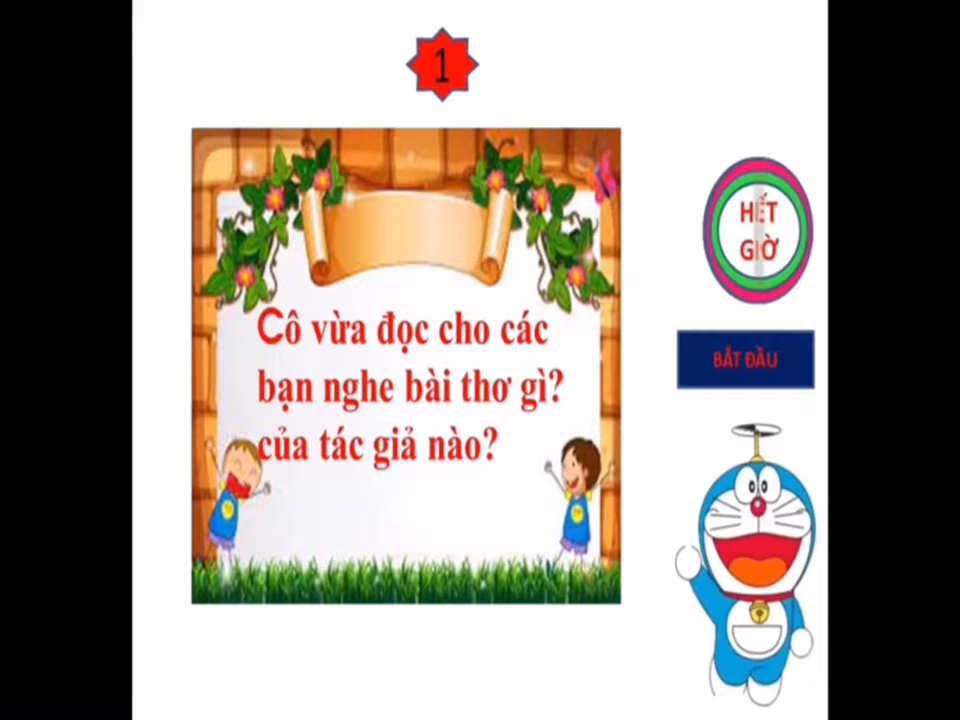 1
Cô vừa đọc cho các
bạn nghe bài thơ gì?
của tác giả nào?
HẾT
GIỜ
BẮT ĐẦU